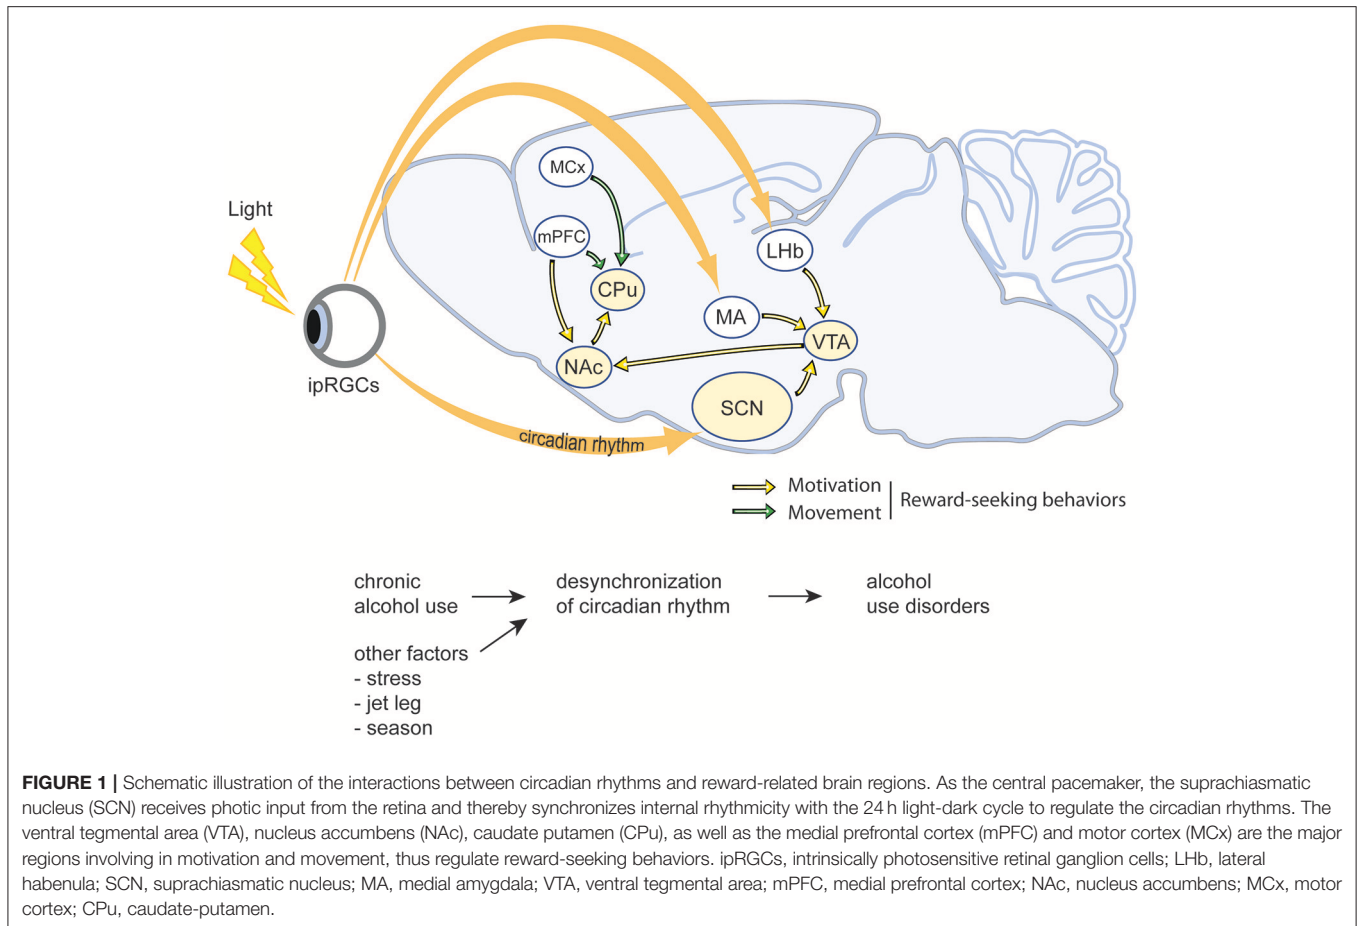 MCx
Light
mPFC
LHb
CPu
MA
VTA
NAc
ipRGCs
SCN
circadian rhythm
Motivation
Movement
Reward-seeking behaviors
chronic
alcohol use
desynchronization
of circadian rhythm
alcohol
use disorders
other factors
- stress
- jet leg
- season
FIGURE 1 | Schematic illustration of the interactions between circadian rhythms and reward-related brain regions. As the central pacemaker, the suprachiasmatic
nucleus (SCN) receives photic input from the retina and thereby synchronizes internal rhythmicity with the 24 h light-dark cycle to regulate the circadian rhythms. The
ventral tegmental area (VTA), nucleus accumbens (NAc), caudate putamen (CPu), as well as the medial prefrontal cortex (mPFC) and motor cortex (MCx) are the major
regions involving in motivation and movement, thus regulate reward-seeking behaviors. ipRGCs, intrinsically photosensitive retinal ganglion cells; LHb, lateral
habenula; SCN, suprachiasmatic nucleus; MA, medial amygdala; VTA, ventral tegmental area; mPFC, medial prefrontal cortex; NAc, nucleus accumbens; MCx, motor
cortex; CPu, caudate-putamen.